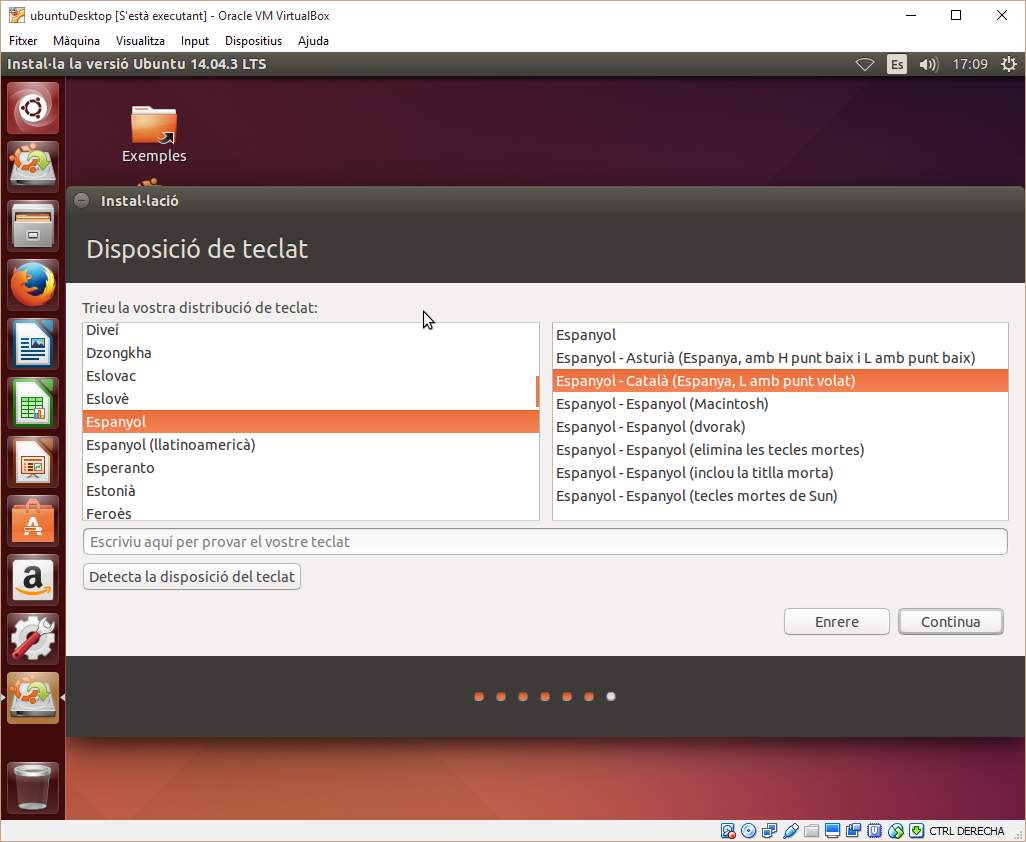 ubuntuDesktop [S'està executant] - Oracle VM VirtualBox
Fitxer Màquina Visualitza Input Dispositius Ajuda
Instal·la la versió Ubuntu 14.04.3 LTS Es 17:09
Exemples
Instal·lació
Disposició de teclat
Trieu la vostra distribució de teclat:
Diveí
Dzongkha
Eslovac
Eslovè
Espanyol
Espanyol (llatinoamericà)
Esperanto
Estonià
Feroès
Espanyol
Espanyol - Asturià (Espanya, amb H punt baix i L amb punt baix)
Espanyol - Català (Espanya, L amb punt volat)
Espanyol - Espanyol (Macintosh)
Espanyol - Espanyol (dvorak)
Espanyol - Espanyol (elimina les tecles mortes)
Espanyol - Espanyol (inclou la titlla morta)
Espanyol - Espanyol (tecles mortes de Sun)
Escriviu aquí per provar el vostre teclat
Detecta la disposició del teclat
Enrere Continua
CTRL DERECHA